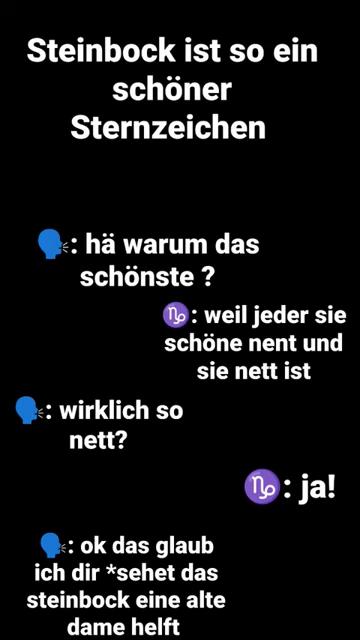 Steinbock ist so ein
schöner
Sternzeichen
🗣️: hä warum das
schönste ?
♑: weil jeder sie
schöne nent und
sie nett ist
🗣️: wirklich so
nett?
♑: ja!
🗣️: ok das glaub
ich dir *sehet das
steinbock eine alte
dame helft